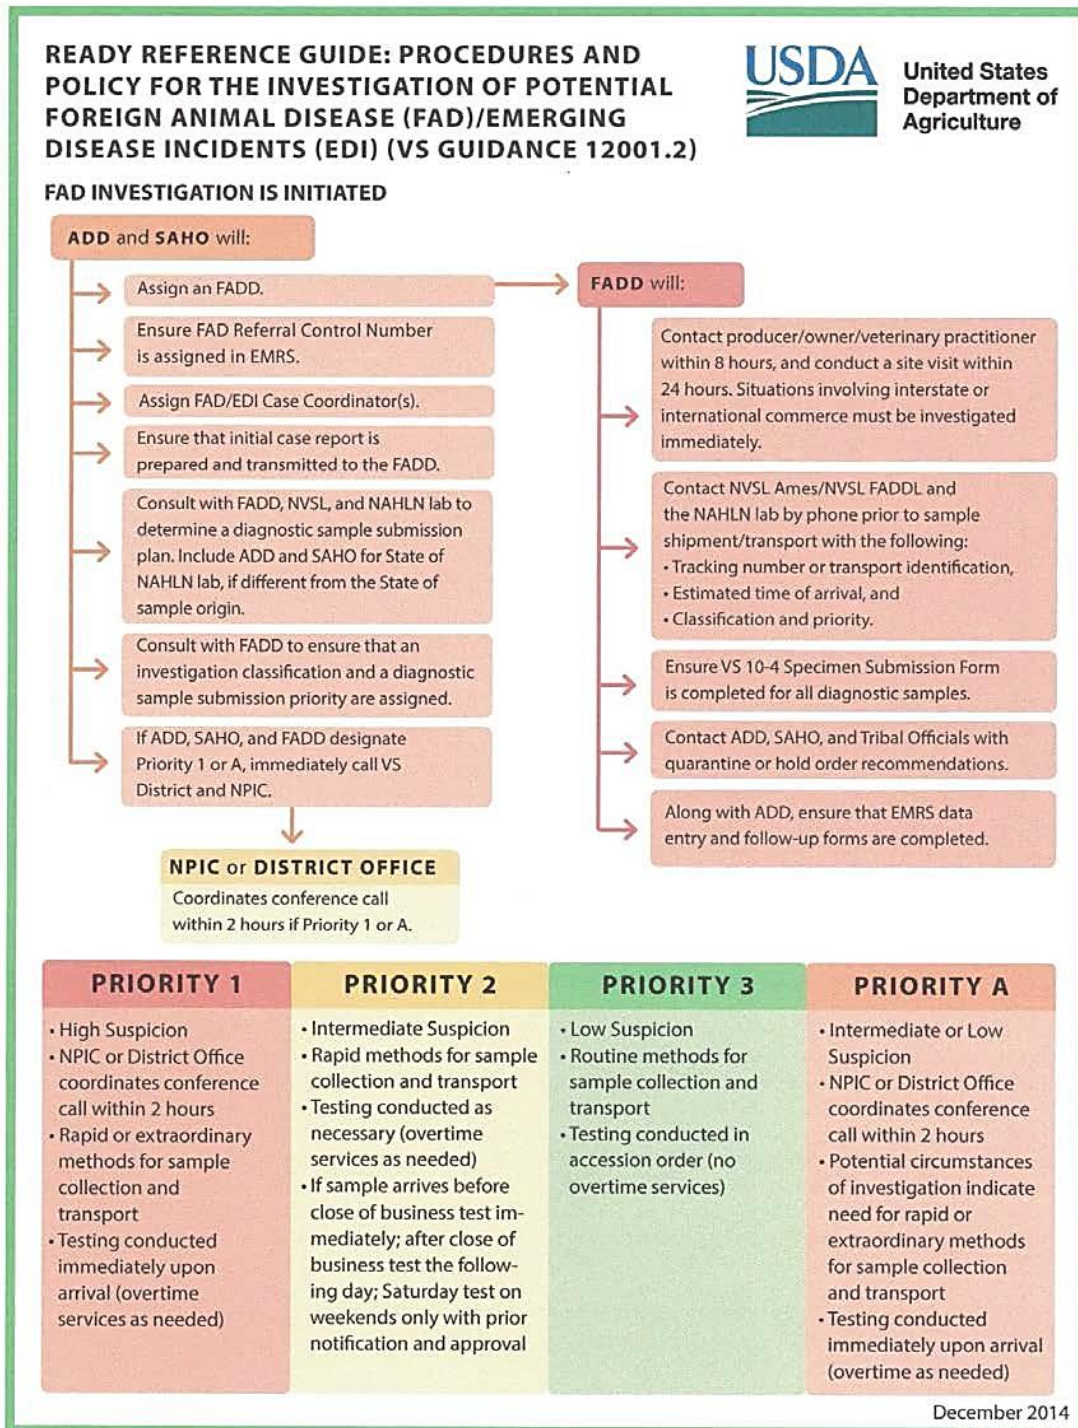 READY REFERENCE GUIDE: PROCEDURES AND
POLICY FOR THE INVESTIGATION OF POTENTIAL
FOREIGN ANIMAL DISEASE (FAD)/EMERGING
DISEASE INCIDENTS (EDI) (VS GUIDANCE 12001.2)
USDA
United States
Department of
Agriculture
FAD INVESTIGATION IS INITIATED
ADD and SAHO will:
Assign an FADD.
Ensure FAD Referral Control Number
is assigned in EMRS.
Assign FAD/EDI Case Coordinator(s).
Ensure that initial case report is
prepared and transmitted to the FADD.
Consult with FADD, NVSL, and NAHLN lab to
determine a diagnostic sample submission
plan. Include ADD and SAHO for State of
NAHLN lab, if different from the State of
sample origin.
Consult with FADD to ensure that an
investigation classification and a diagnostic
sample submission priority are assigned.
If ADD, SAHO, and FADD designate
Priority 1 or A, immediately call VS
District and NPIC.
NPIC or DISTRICT OFFICE
Coordinates conference call
within 2 hours if Priority 1 or A.
FADD will:
Contact producer/owner/veterinary practitioner
within 8 hours, and conduct a site visit within
24 hours. Situations involving interstate or
international commerce must be investigated
immediately.
Contact NVSL Ames/NVSL FADDL and
the NAHLN lab by phone prior to sample
shipment/transport with the following:
• Tracking number or transport identification,
• Estimated time of arrival, and
• Classification and priority.
Ensure VS 10-4 Specimen Submission Form
is completed for all diagnostic samples.
Contact ADD, SAHO, and Tribal Officials with
quarantine or hold order recommendations.
Along with ADD, ensure that EMRS data
entry and follow-up forms are completed.
PRIORITY 1
• High Suspicion
• NPIC or District Office
coordinates conference
call within 2 hours
• Rapid or extraordinary
methods for sample
collection and
transport
• Testing conducted
immediately upon
arrival (overtime
services as needed)
PRIORITY 2
• Intermediate Suspicion
• Rapid methods for sample
collection and transport
• Testing conducted as
necessary (overtime
services as needed)
• If sample arrives before
close of business test im-
mediately; after close of
business test the follow-
ing day; Saturday test on
weekends only with prior
notification and approval
PRIORITY 3
• Low Suspicion
• Routine methods for
sample collection and
transport
• Testing conducted in
accession order (no
overtime services)
PRIORITY A
• Intermediate or Low
Suspicion
• NPIC or District Office
coordinates conference
call within 2 hours
• Potential circumstances
of investigation indicate
need for rapid or
extraordinary methods
for sample collection
and transport
• Testing conducted
immediately upon arrival
(overtime as needed)
December 2014